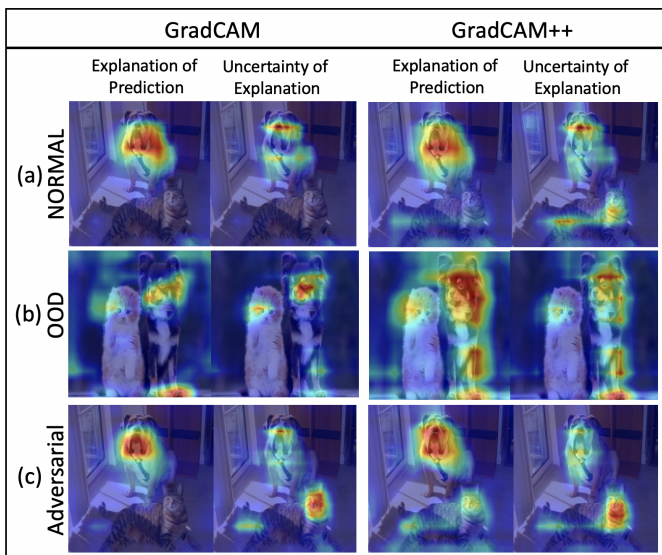 GradCAM
GradCAM++
Explanation of
Prediction
Uncertainty of
Explanation
Explanation of
Prediction
Uncertainty of
Explanation
(a)
NORMAL
(b)
OOD
(c)
Adversarial